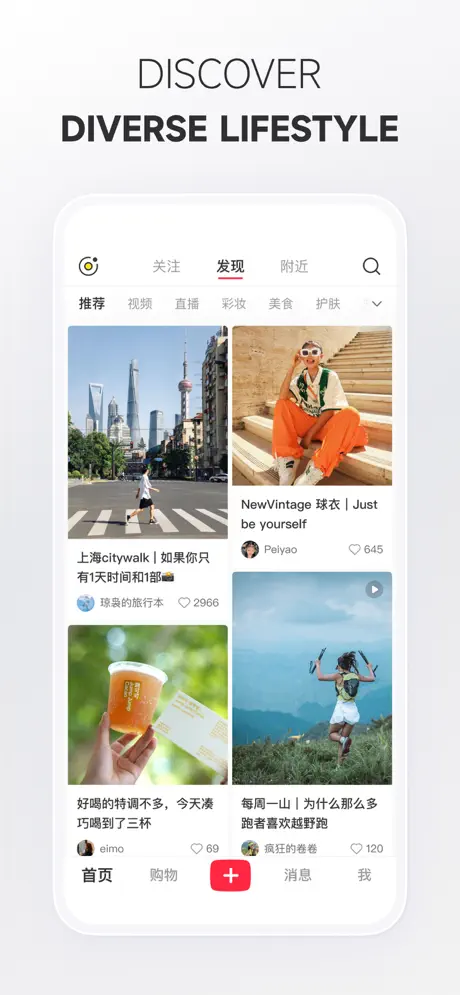 DISCOVER
DIVERSE LIFESTYLE
关注 发现 附近
推荐 视频 直播 彩妆 美食 护肤
上海citywalk｜如果你只
有1天时间和1部📸
琼袅的旅行本 2966
NewVintage 球衣｜Just
be yourself
Peiyao 645
好喝的特调不多，今天凑
巧喝到了三杯
eimo 69
每周一山｜为什么那么多
跑者喜欢越野跑
疯狂的卷卷 120
首页 购物 消息 我